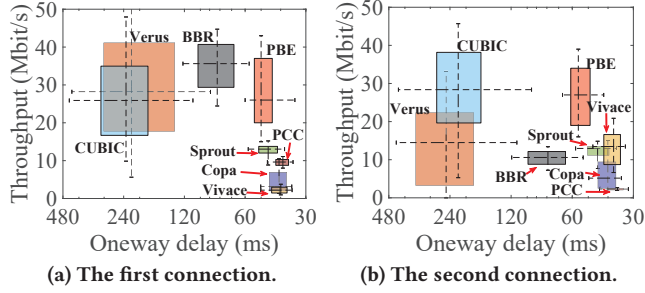 Throughput (Mbit/s)
50
40
30
20
10
0
Verus
BBR
PBE
CUBIC
Sprout
PCC
Copa
Vivace
480
240
120
60
30
Oneway delay (ms)
(a) The first connection.
Throughput (Mbit/s)
50
40
30
20
10
0
CUBIC
PBE
Verus
Vivace
Sprout
BBR
Copa
PCC
480
240
120
60
30
Oneway delay (ms)
(b) The second connection.